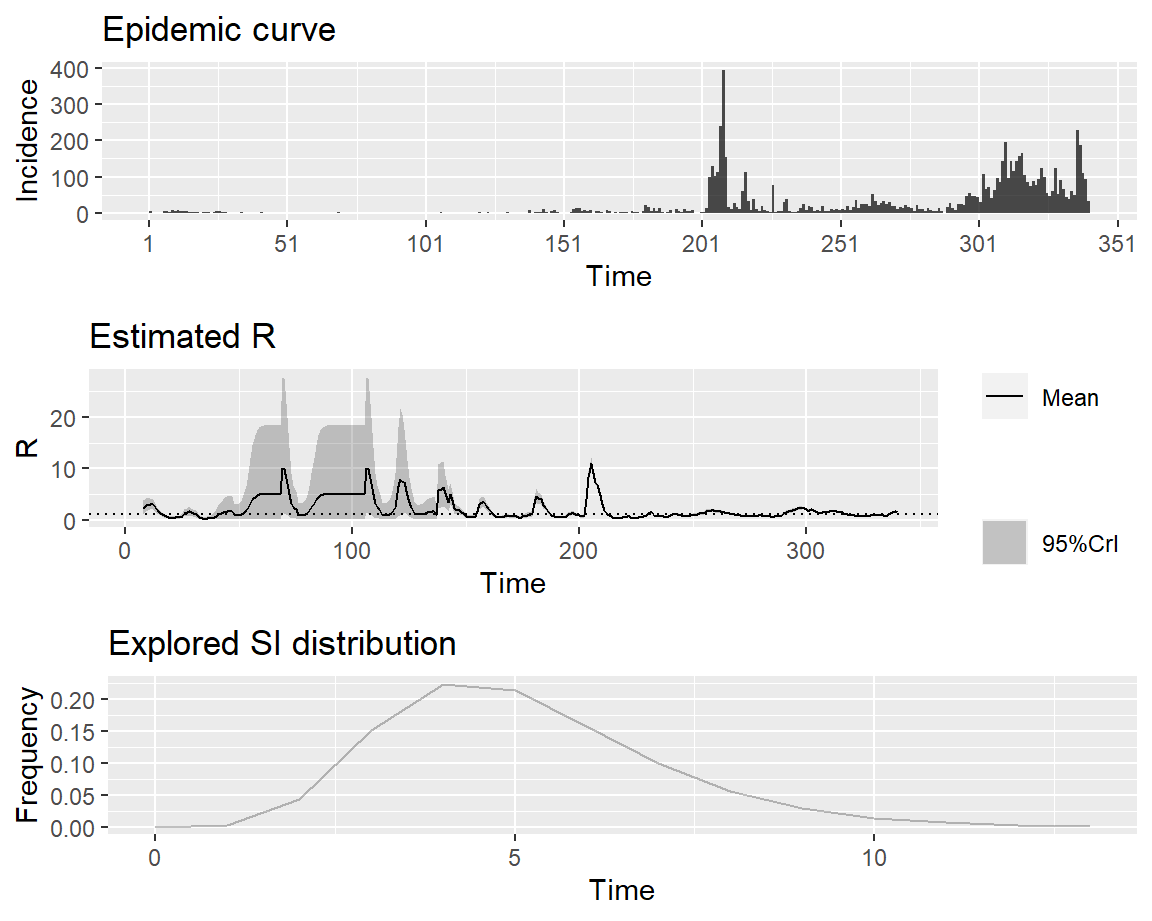 Epidemic curve
400
300
200
100
0
Incidence
1 51 101 151 201 251 301 351
Time
Estimated R
20
10
0
R
0 100 200 300
Time
Mean
95%CrI
Explored SI distribution
0.20
0.15
0.10
0.05
0.00
Frequency
0 5 10
Time